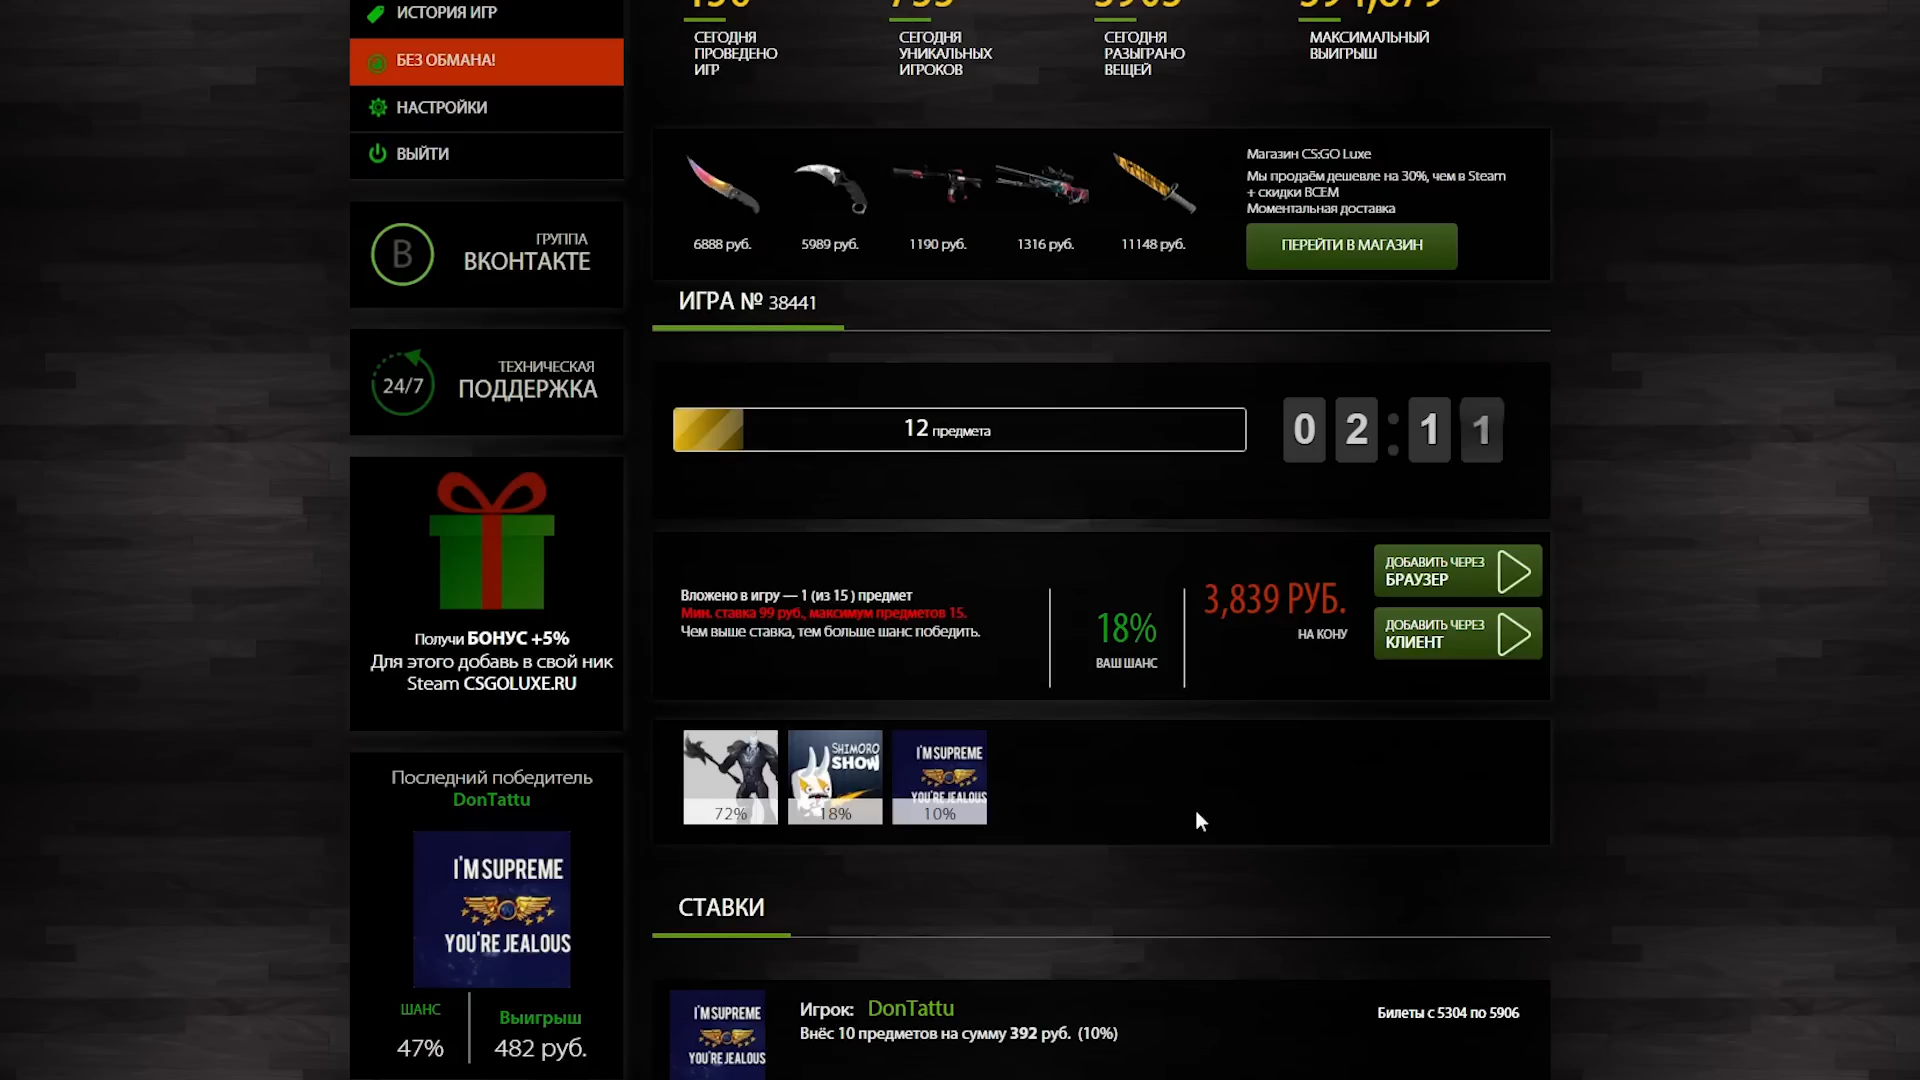 ИСТОРИЯ ИГР
БЕЗ ОБМАНА!
НАСТРОЙКИ
ВЫЙТИ
B
ГРУППА
ВКОНТАКТЕ
24/7
ТЕХНИЧЕСКАЯ
ПОДДЕРЖКА
Получи БОНУС +5%
Для этого добавь в свой ник
Steam CSGOLUXE.RU
Последний победитель
DonTattu
I'M SUPREME
YOU'RE JEALOUS
ШАНС
47%
Выигрыш
482 руб.
СЕГОДНЯ
ПРОВЕДЕНО
ИГР
СЕГОДНЯ
УНИКАЛЬНЫХ
ИГРОКОВ
СЕГОДНЯ
РАЗЫГРАНО
ВЕЩЕЙ
МАКСИМАЛЬНЫЙ
ВЫИГРЫШ
6888 руб.
5989 руб.
1190 руб.
1316 руб.
11148 руб.
Магазин CS:GO Luxe
Мы продаём дешевле на 30%, чем в Steam
+ скидки ВСЕМ
Моментальная доставка
ПЕРЕЙТИ В МАГАЗИН
ИГРА № 38441
12 предмета
02:11
Вложено в игру — 1 (из 15 ) предмет
Мин. ставка 99 руб., максимум предметов 15.
Чем выше ставка, тем больше шанс победить.
18%
ВАШ ШАНС
3,839 РУБ.
НА КОНУ
ДОБАВИТЬ ЧЕРЕЗ
БРАУЗЕР
ДОБАВИТЬ ЧЕРЕЗ
КЛИЕНТ
72%
SHIMORO
SHOW
18%
I'M SUPREME
YOU'RE JEALOUS
10%
СТАВКИ
I'M SUPREME
YOU'RE JEALOUS
Игрок: DonTattu
Внёс 10 предметов на сумму 392 руб. (10%)
Билеты с 5304 по 5906